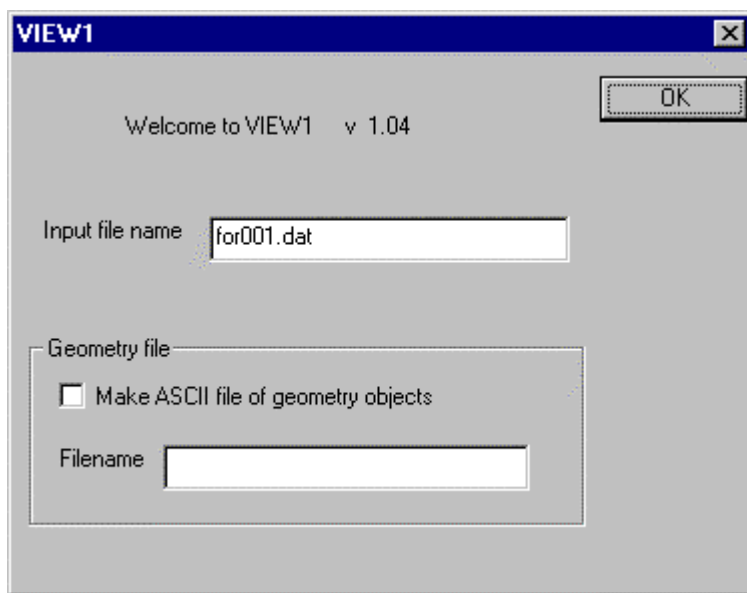 VIEW1
OK
Welcome to VIEW1 v 1.04
Input file name for001.dat
Geometry file
Make ASCII file of geometry objects
Filename